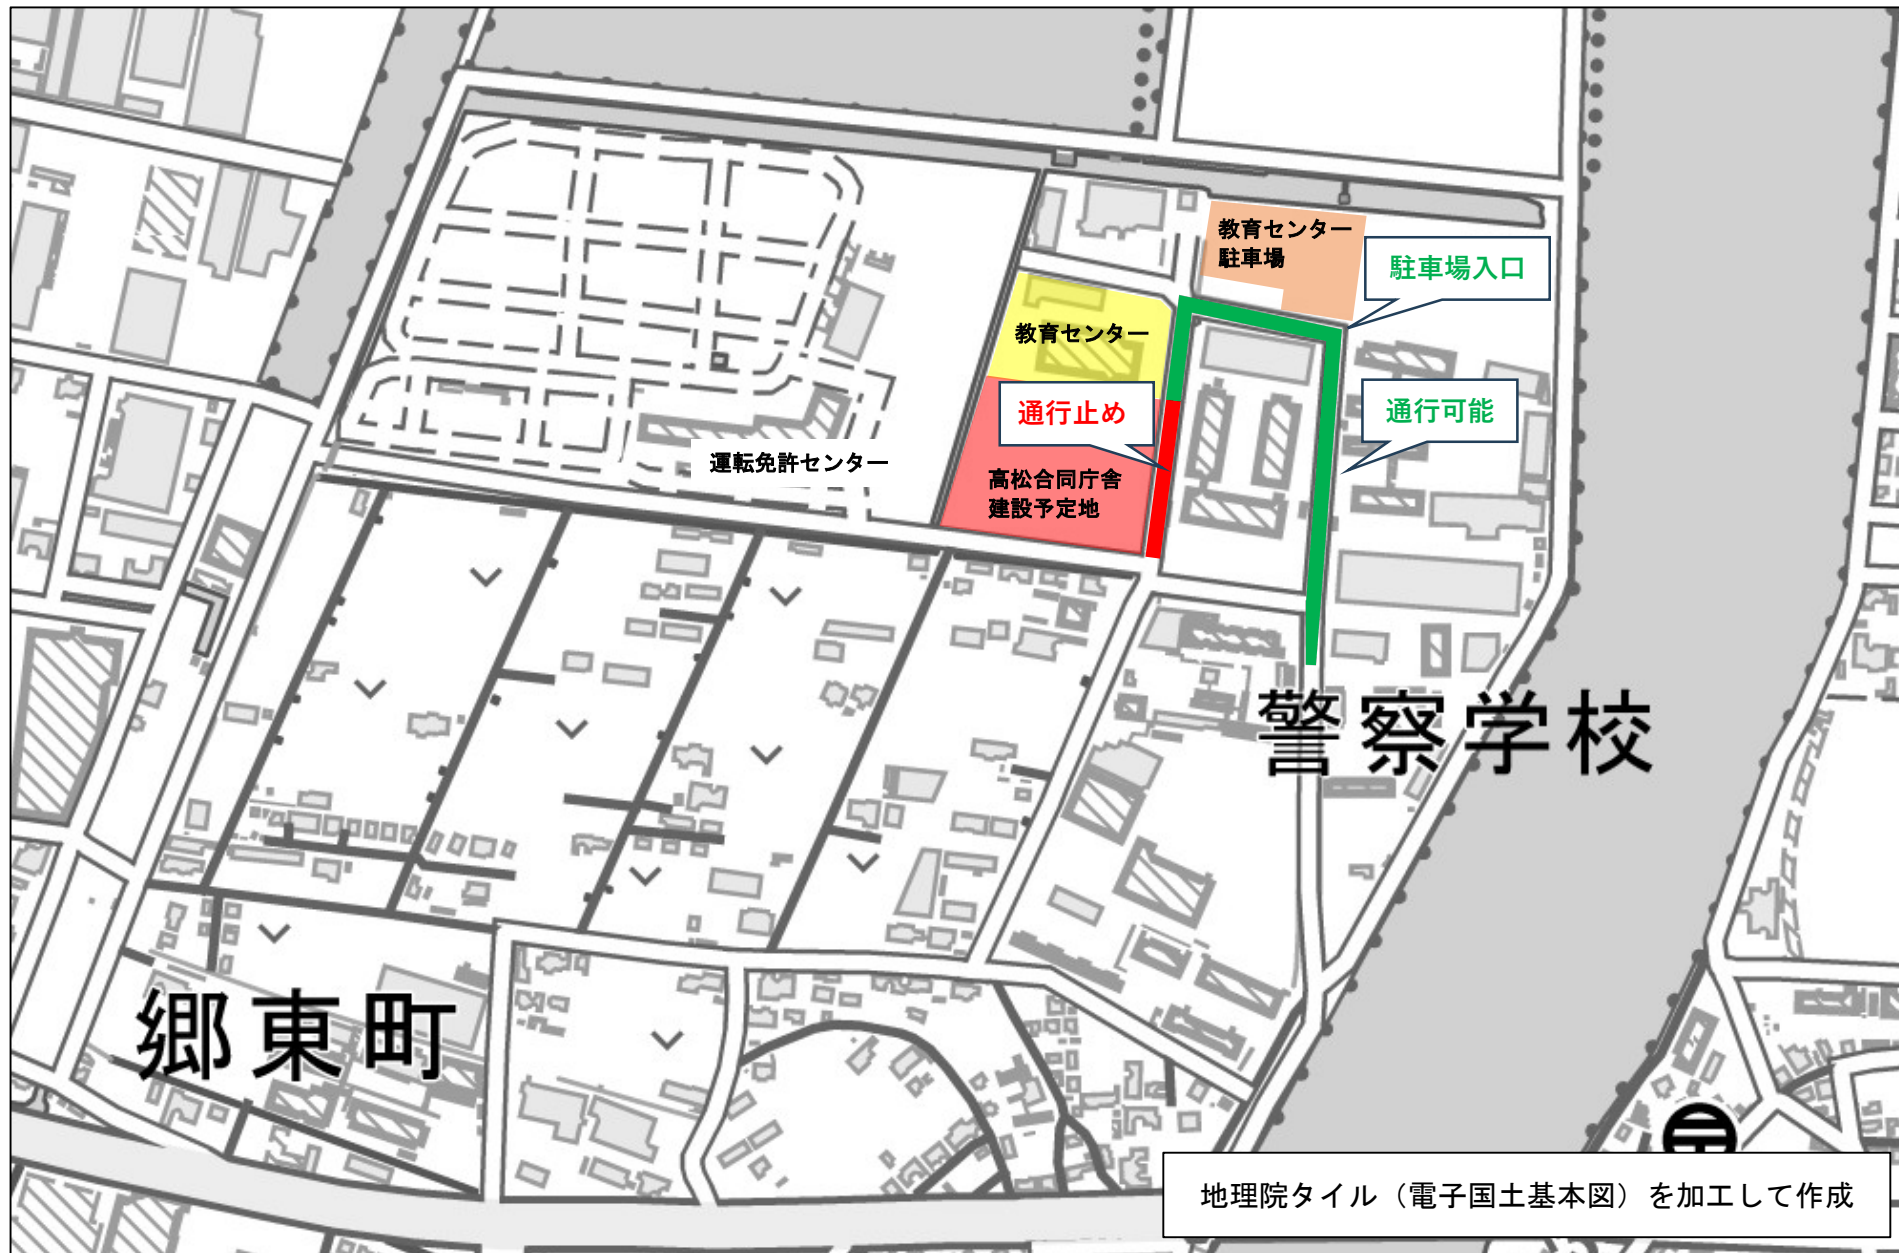 教育センター
駐車場
駐車場入口
教育センター
通行止め
通行可能
運転免許センター
高松合同庁舎
建設予定地
警察学校
郷東町
地理院タイル（電子国土基本図）を加工して作成